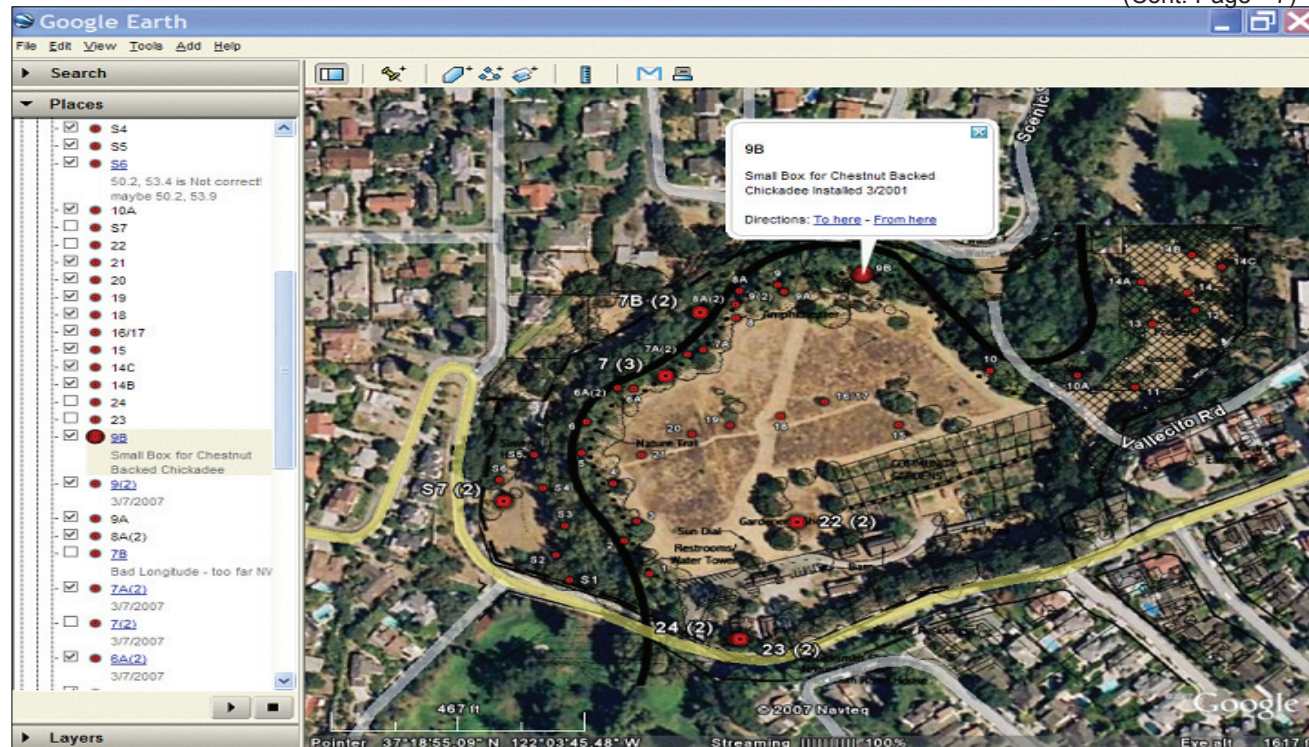 Google Earth
File Edit View Tools Add Help
Search
Places
S4
S5
S6
50.2, 53.4 is Not correct!
maybe 50.2, 53.9
10A
S7
22
21
20
19
18
16/17
15
14C
14B
24
23
9B
Small Box for Chestnut
Backed Chickadee
9(2)
3/7/2007
9A
8A(2)
7B
Bad Longitude - too far NW
7A(2)
3/7/2007
7(2)
3/7/2007
6A(2)
3/7/2007
Layers
9B
Small Box for Chestnut Backed
Chickadee Installed 3/2001
Directions: To here - From here
Scenic
9B
9
8A
9(2)
9A
8A(2)
7B (2)
8
Amphitheater
14B
14C
14A
14
12
13
7A(2)
7A
7 (3)
10
10A
11
6A(2)
6A
6
16/17
19
20
18
15
Nature Trail
21
5
Vallecito Rd
COMMUNITY
GARDENS
S5
S6
S4
S7 (2)
4
22 (2)
3
S3
Sun Dial
2
Restrooms/
Water Tower
S2
S1
1
24 (2)
23 (2)
467 ft
© 2007 Navteq
Google
Pointer 37°18'55.09" N 122°03'45.48" W Streaming |||||||||| 100% Eye alt 1617